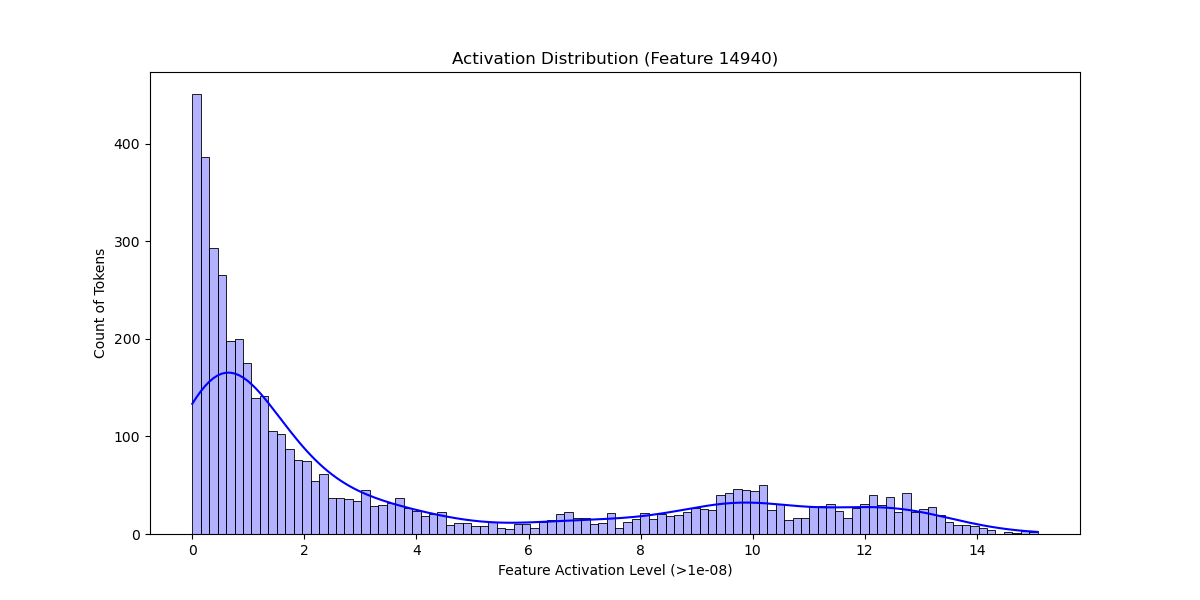 Activation Distribution (Feature 14940)
Count of Tokens
400
300
200
100
0
0 2 4 6 8 10 12 14
Feature Activation Level (>1e-08)